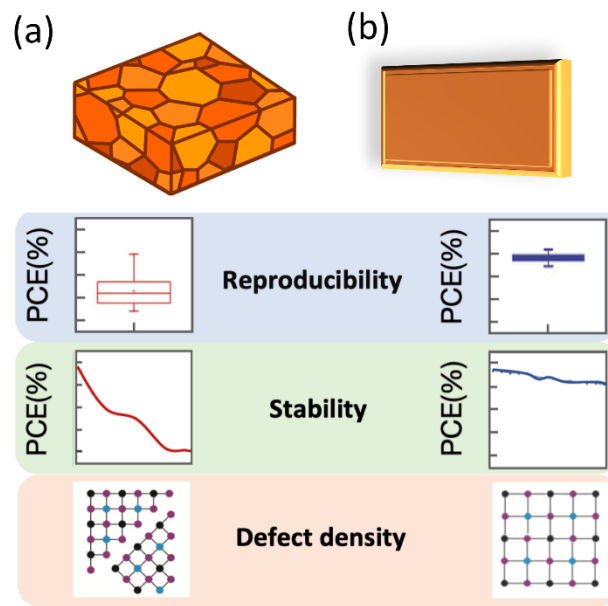 (a)
(b)
PCE(%)
Reproducibility
PCE(%)
PCE(%)
Stability
PCE(%)
Defect density